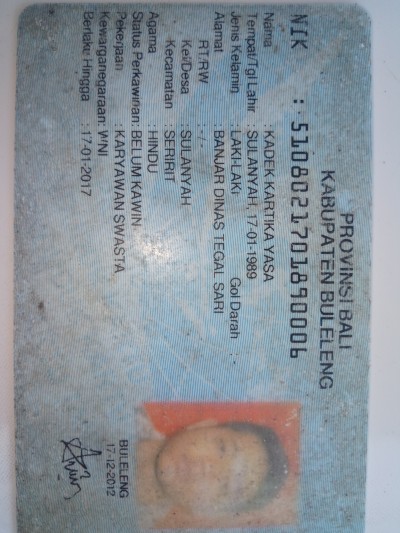 PROVINSI BALI
KABUPATEN BULELENG
NIK : 5108021701890006
Nama : KADEK KARTIKA YASA
Tempat/Tgl Lahir : SULANYAH, 17-01-1989
Jenis Kelamin : LAKI-LAKI Gol Darah : -
Alamat : BANJAR DINAS TEGAL SARI
RT/RW : -/-
Kel/Desa : SULANYAH
Kecamatan : SERIRIT
Agama : HINDU
Status Perkawinan: BELUM KAWIN
Pekerjaan : KARYAWAN SWASTA
Kewarganegaraan: WNI
Berlaku Hingga : 17-01-2017
BULELENG
17-12-2012